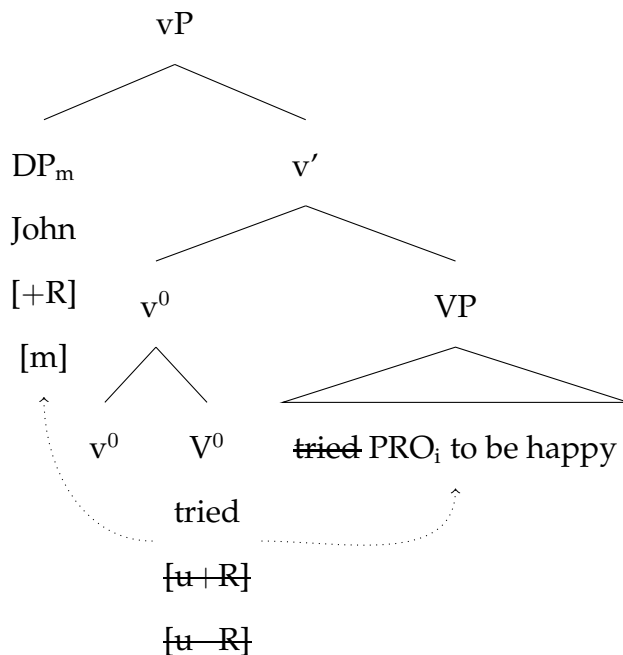 vP
DPₘ v′
John
[+R] v⁰ VP
[m]
v⁰ V⁰ tried PROᵢ to be happy
tried
[u+R]
[u−R]